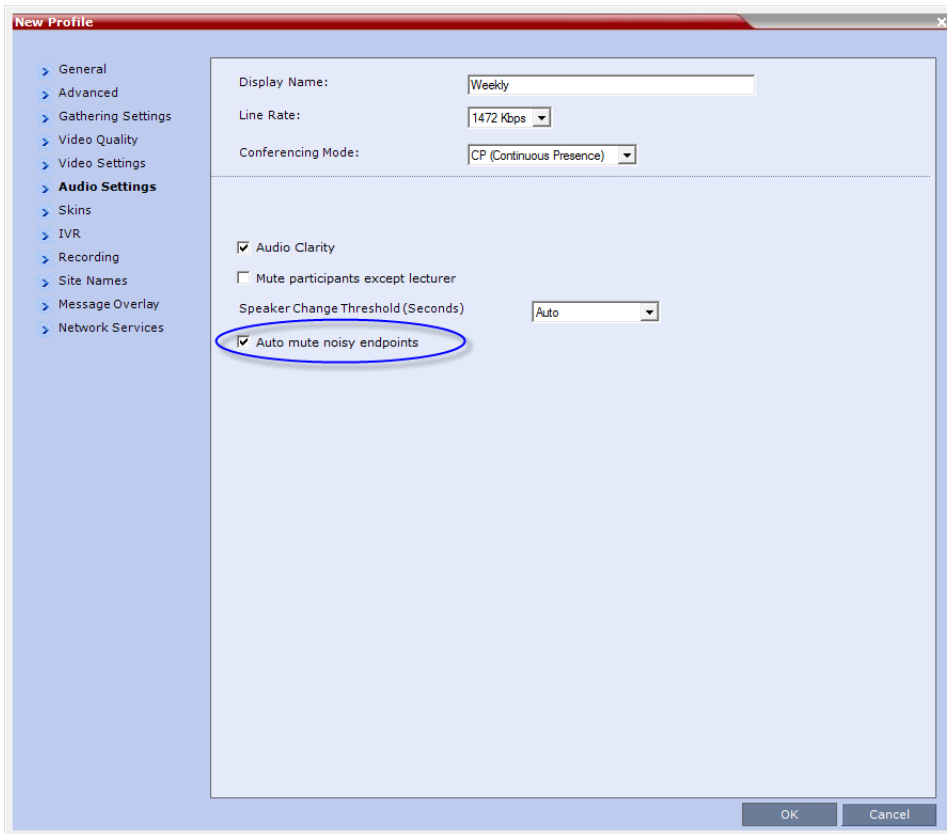 New Profile
General
Advanced
Gathering Settings
Video Quality
Video Settings
Audio Settings
Skins
IVR
Recording
Site Names
Message Overlay
Network Services
Display Name:
Weekly
Line Rate:
1472 Kbps
Conferencing Mode:
CP (Continuous Presence)
Audio Clarity
Mute participants except lecturer
Speaker Change Threshold (Seconds)
Auto
Auto mute noisy endpoints
OK
Cancel